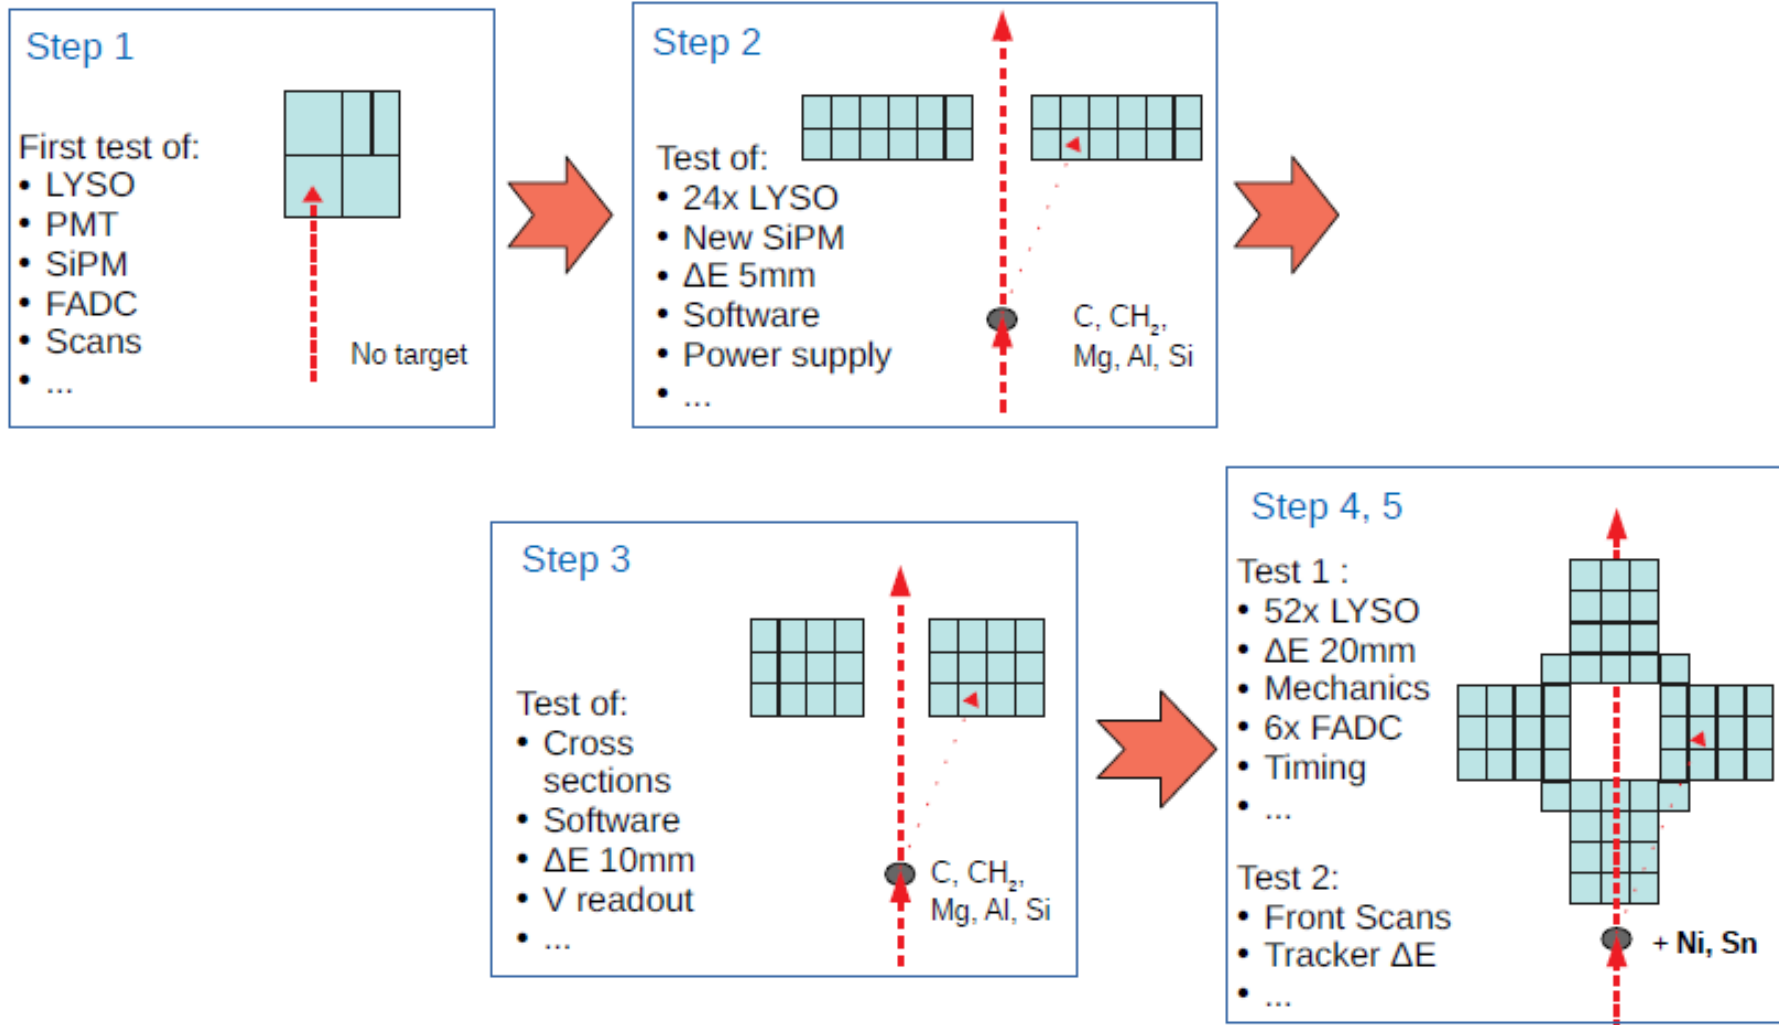 Step 1
First test of:
• LYSO
• PMT
• SiPM
• FADC
• Scans
• ...
No target
Step 2
Test of:
• 24x LYSO
• New SiPM
• ΔE 5mm
• Software
• Power supply
• ...
C, CH₂,
Mg, Al, Si
Step 3
Test of:
• Cross
sections
• Software
• ΔE 10mm
• V readout
• ...
C, CH₂,
Mg, Al, Si
Step 4, 5
Test 1 :
• 52x LYSO
• ΔE 20mm
• Mechanics
• 6x FADC
• Timing
• ...
Test 2:
• Front Scans
• Tracker ΔE
• ...
+ Ni, Sn